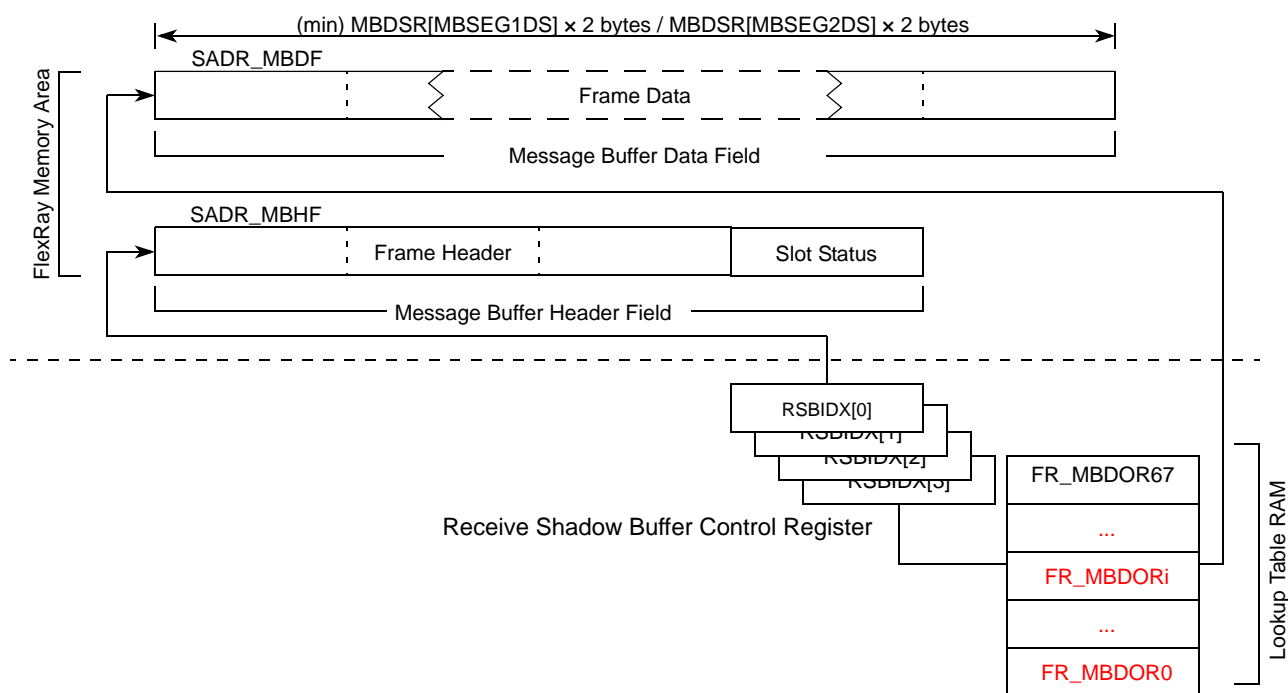 (min) MBDSR[MBSEG1DS] × 2 bytes / MBDSR[MBSEG2DS] × 2 bytes
SADR_MBDF
Frame Data
Message Buffer Data Field
FlexRay Memory Area
SADR_MBHF
Frame Header
Slot Status
Message Buffer Header Field
RSBIDX[0]
RSBIDX[1]
RSBIDX[2]
RSBIDX[3]
Receive Shadow Buffer Control Register
FR_MBDOR67
...
FR_MBDORi
...
FR_MBDOR0
Lookup Table RAM